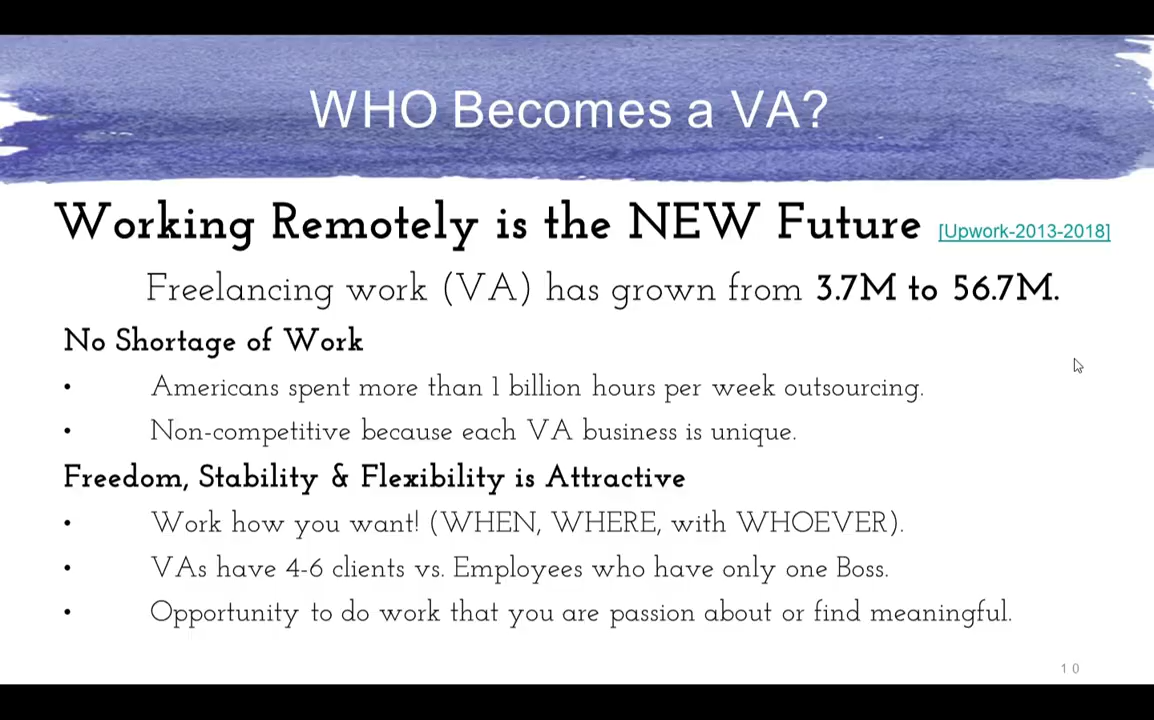 WHO Becomes a VA?
Working Remotely is the NEW Future [Upwork-2013-2018]
Freelancing work (VA) has grown from 3.7M to 56.7M.
No Shortage of Work
• Americans spent more than 1 billion hours per week outsourcing.
• Non-competitive because each VA business is unique.
Freedom, Stability & Flexibility is Attractive
• Work how you want! (WHEN, WHERE, with WHOEVER).
• VAs have 4-6 clients vs. Employees who have only one Boss.
• Opportunity to do work that you are passion about or find meaningful.
10